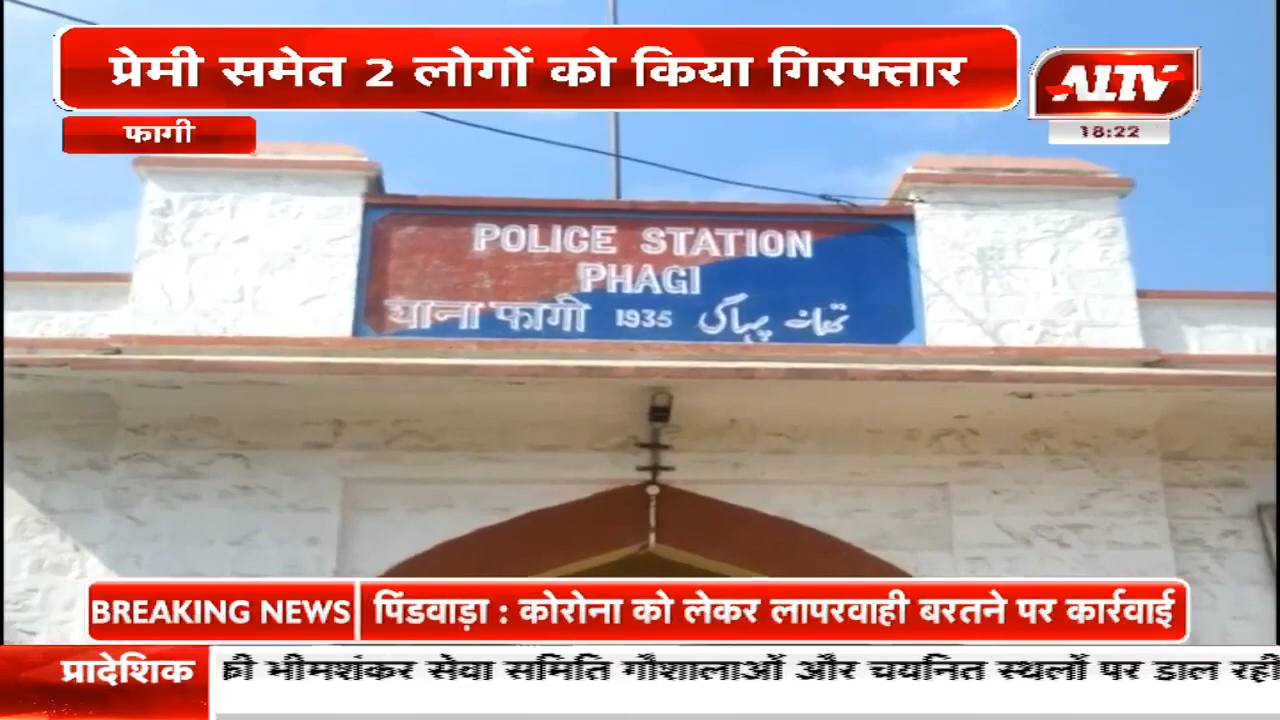 प्रेमी समेत 2 लोगों को किया गिरफ्तार
ALTV
18:22
फागी
POLICE STATION
PHAGI
थाना फागी 1935 تھانہ پھاگی
BREAKING NEWS पिंडवाड़ा : कोरोना को लेकर लापरवाही बरतने पर कार्रवाई
प्रादेशिक भीमशंकर सेवा समिति गौशालाओं और चयनित स्थलों पर डाल रही